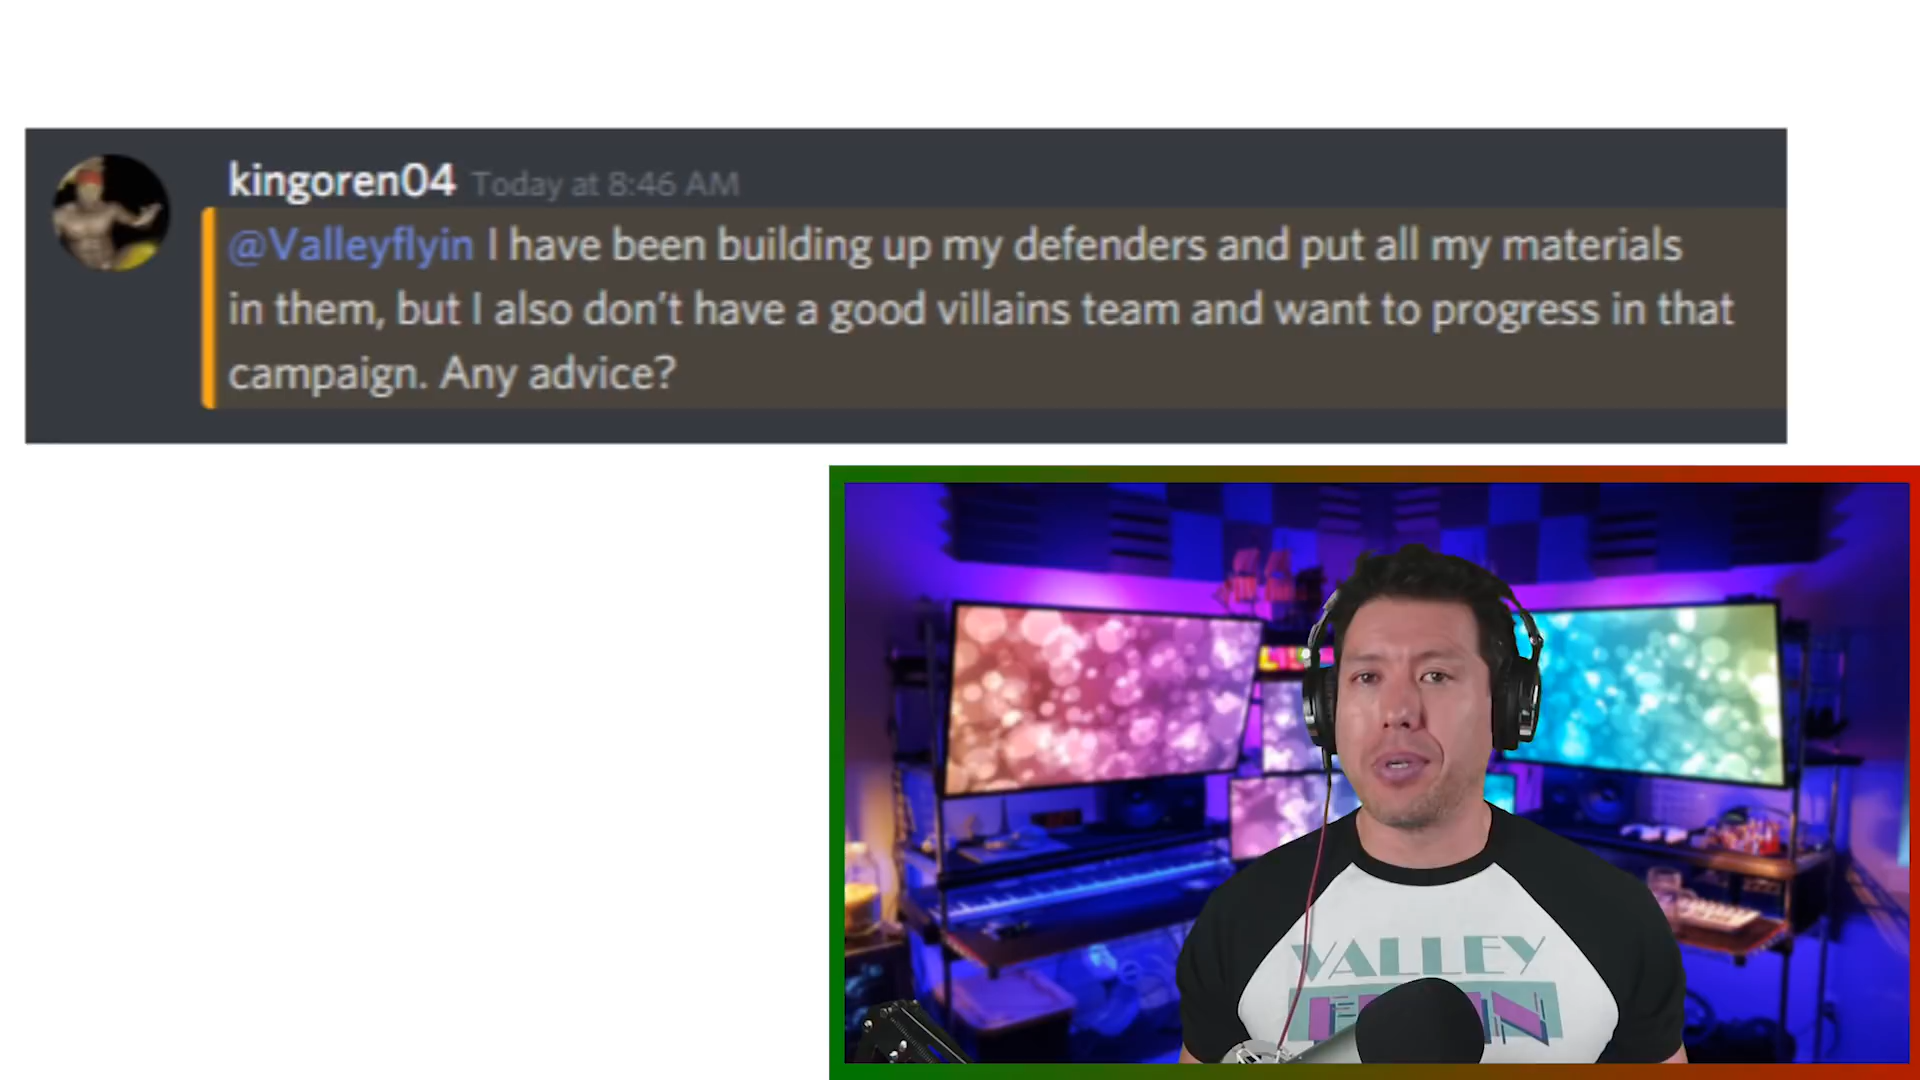 kingoren04 Today at 8:46 AM
@Valleyflyin I have been building up my defenders and put all my materials
in them, but I also don't have a good villains team and want to progress in that
campaign. Any advice?
VALLEY